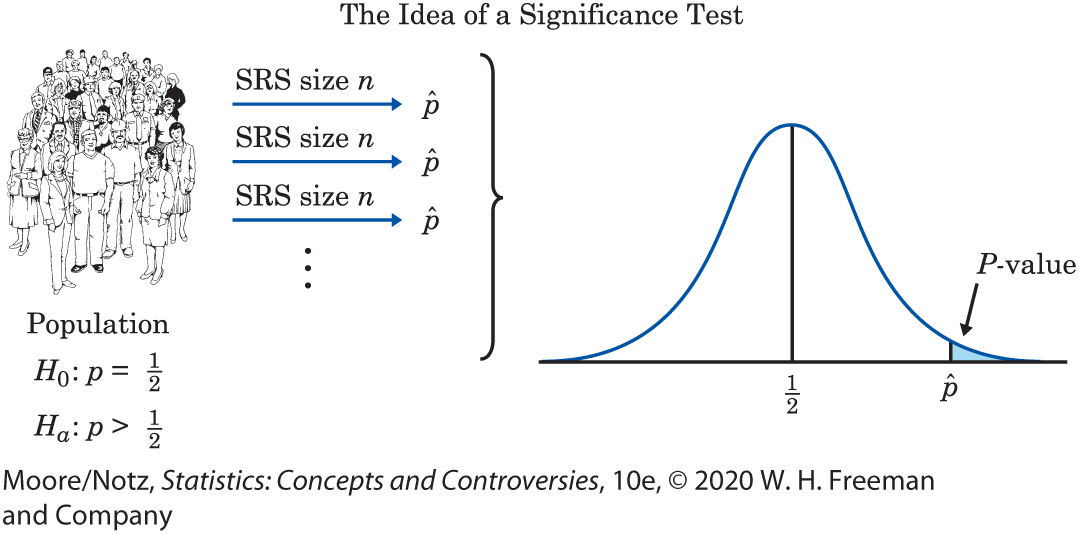 The Idea of a Significance Test
SRS size n
p̂
SRS size n
p̂
SRS size n
p̂
⋮
Population
H₀: p = 1/2
Hₐ: p > 1/2
P-value
1/2
p̂
Moore/Notz, Statistics: Concepts and Controversies, 10e, © 2020 W. H. Freeman
and Company